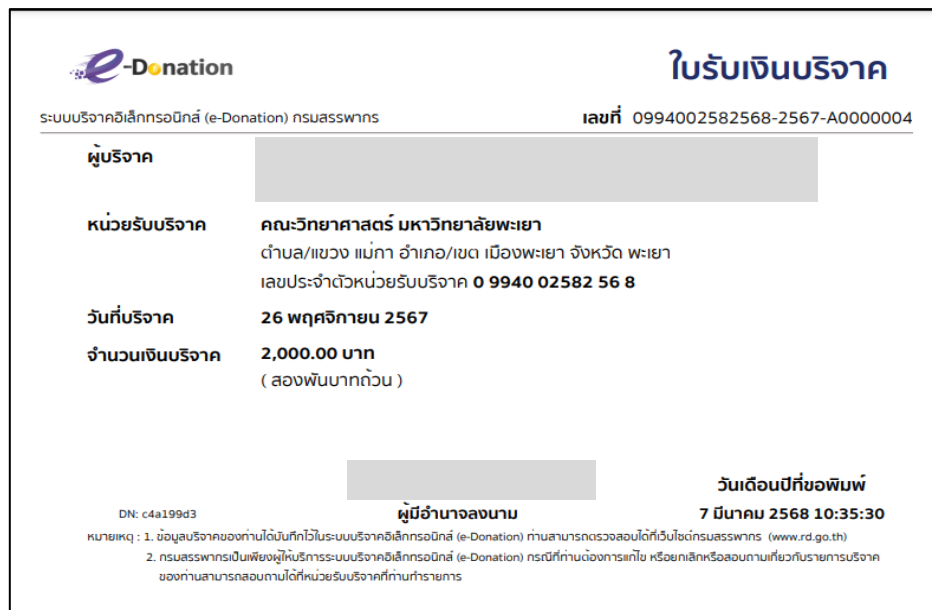 e-Donation
ใบรับเงินบริจาค
ระบบบริจาคอิเล็กทรอนิกส์ (e-Donation) กรมสรรพากร
เลขที่ 0994002582568-2567-A0000004
ผู้บริจาค
หน่วยรับบริจาค คณะวิทยาศาสตร์ มหาวิทยาลัยพะเยา
ตำบล/แขวง แม่กา อำเภอ/เขต เมืองพะเยา จังหวัด พะเยา
เลขประจำตัวหน่วยรับบริจาค 0 9940 02582 56 8
วันที่บริจาค 26 พฤศจิกายน 2567
จำนวนเงินบริจาค 2,000.00 บาท
( สองพันบาทถ้วน )
วันเดือนปีที่ขอพิมพ์
DN: c4a199d3 ผู้มีอำนาจลงนาม 7 มีนาคม 2568 10:35:30
หมายเหตุ : 1. ข้อมูลบริจาคของท่านได้บันทึกไว้ในระบบบริจาคอิเล็กทรอนิกส์ (e-Donation) ท่านสามารถตรวจสอบได้ที่เว็บไซต์กรมสรรพากร (www.rd.go.th)
2. กรมสรรพากรเป็นเพียงผู้ให้บริการระบบบริจาคอิเล็กทรอนิกส์ (e-Donation) กรณีที่ท่านต้องการแก้ไข หรือยกเลิกหรือสอบถามเกี่ยวกับรายการบริจาค
ของท่านสามารถสอบถามได้ที่หน่วยรับบริจาคที่ท่านทำรายการ